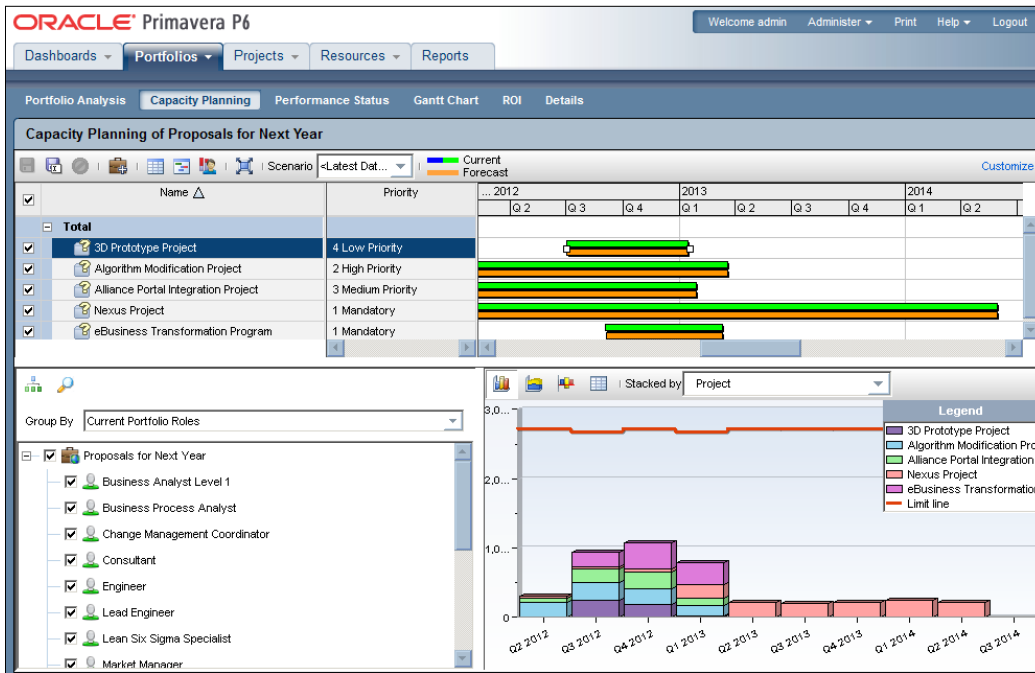 ORACLE® Primavera P6
Welcome admin Administer Print Help Logout
Dashboards Portfolios Projects Resources Reports
Portfolio Analysis Capacity Planning Performance Status Gantt Chart ROI Details
Capacity Planning of Proposals for Next Year
Scenario <Latest Dat... Current
Forecast
Customize
Name Priority ... 2012 2013 2014
Q 2 Q 3 Q 4 Q 1 Q 2 Q 3 Q 4 Q 1 Q 2
Total
3D Prototype Project 4 Low Priority
Algorithm Modification Project 2 High Priority
Alliance Portal Integration Project 3 Medium Priority
Nexus Project 1 Mandatory
eBusiness Transformation Program 1 Mandatory
Stacked by Project
Group By Current Portfolio Roles
Proposals for Next Year
Business Analyst Level 1
Business Process Analyst
Change Management Coordinator
Consultant
Engineer
Lead Engineer
Lean Six Sigma Specialist
Market Manager
3,0...
2,0...
1,0...
0
Legend
3D Prototype Project
Algorithm Modification Pro
Alliance Portal Integration
Nexus Project
eBusiness Transformation
Limit line
Q2 2012 Q3 2012 Q4 2012 Q1 2013 Q2 2013 Q3 2013 Q4 2013 Q1 2014 Q2 2014 Q3 2014